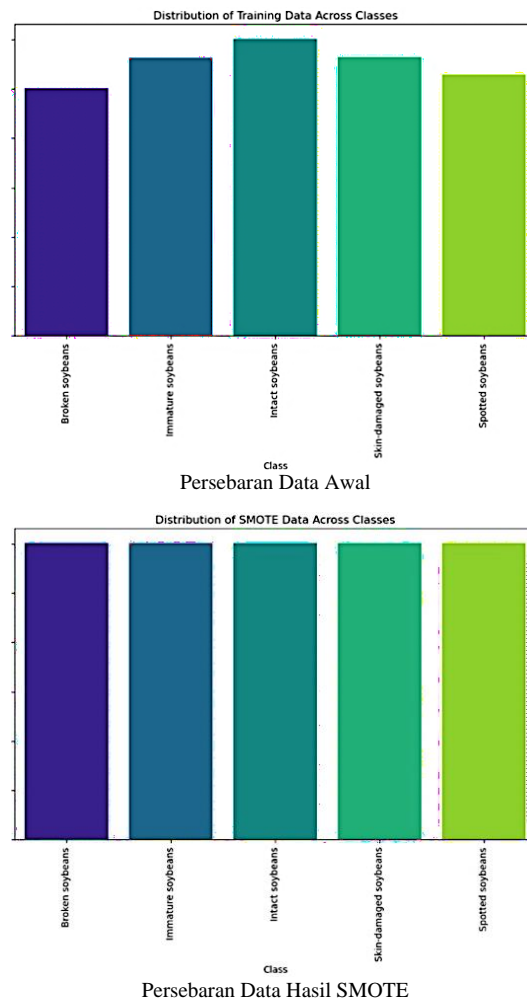 Distribution of Training Data Across Classes
Broken soybeans
Immature soybeans
Intact soybeans
Skin-damaged soybeans
Spotted soybeans
Class
Persebaran Data Awal
Distribution of SMOTE Data Across Classes
Broken soybeans
Immature soybeans
Intact soybeans
Skin-damaged soybeans
Spotted soybeans
Class
Persebaran Data Hasil SMOTE